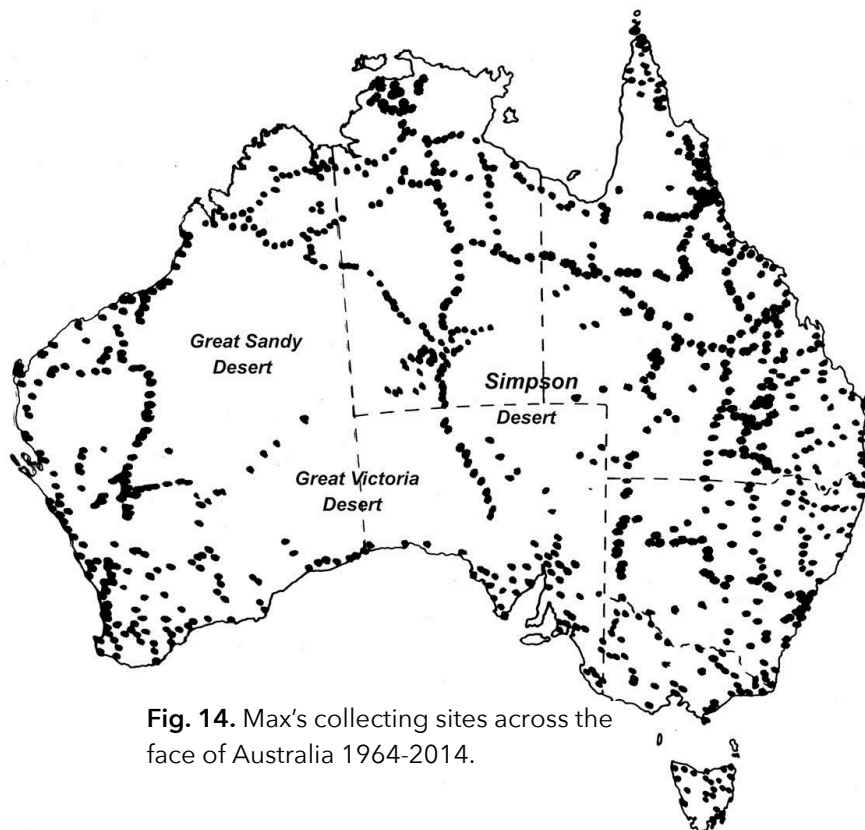 Great Sandy
Desert
Simpson
Desert
Great Victoria
Desert
Fig. 14. Max’s collecting sites across the
face of Australia 1964-2014.